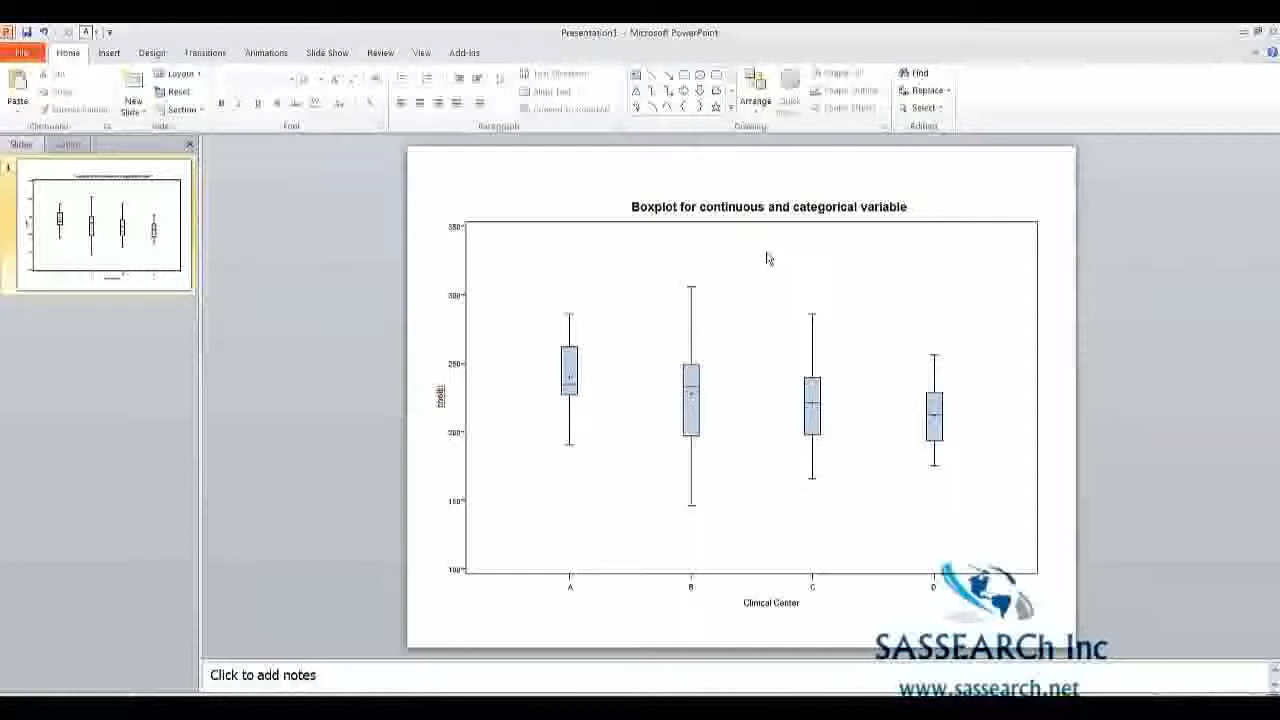 Presentation1 - Microsoft PowerPoint
File Home Insert Design Transitions Animations Slide Show Review View Add-Ins
Layout Find
Paste New Slide Reset Arrange Quick Replace
Section Select
Font Paragraph Drawing Editing
Slides
1
Boxplot for continuous and categorical variable
350
300
250
200
150
100
A B C D
Clinical Center
SASSEARCh Inc
www.sassearch.net
Click to add notes